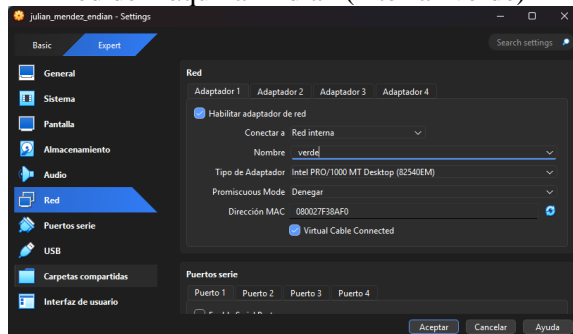 julian_mendez_endian - Settings
Basic
Expert
Search settings
General
Sistema
Pantalla
Almacenamiento
Audio
Red
Puertos serie
USB
Carpetas compartidas
Interfaz de usuario
Red
Adaptador 1 Adaptador 2 Adaptador 3 Adaptador 4
Habilitar adaptador de red
Conectar a Red interna
Nombre verde
Tipo de Adaptador Intel PRO/1000 MT Desktop (82540EM)
Promiscuous Mode Denegar
Dirección MAC 080027F38AF0
Virtual Cable Connected
Puertos serie
Puerto 1 Puerto 2 Puerto 3 Puerto 4
Aceptar Cancelar Ayuda